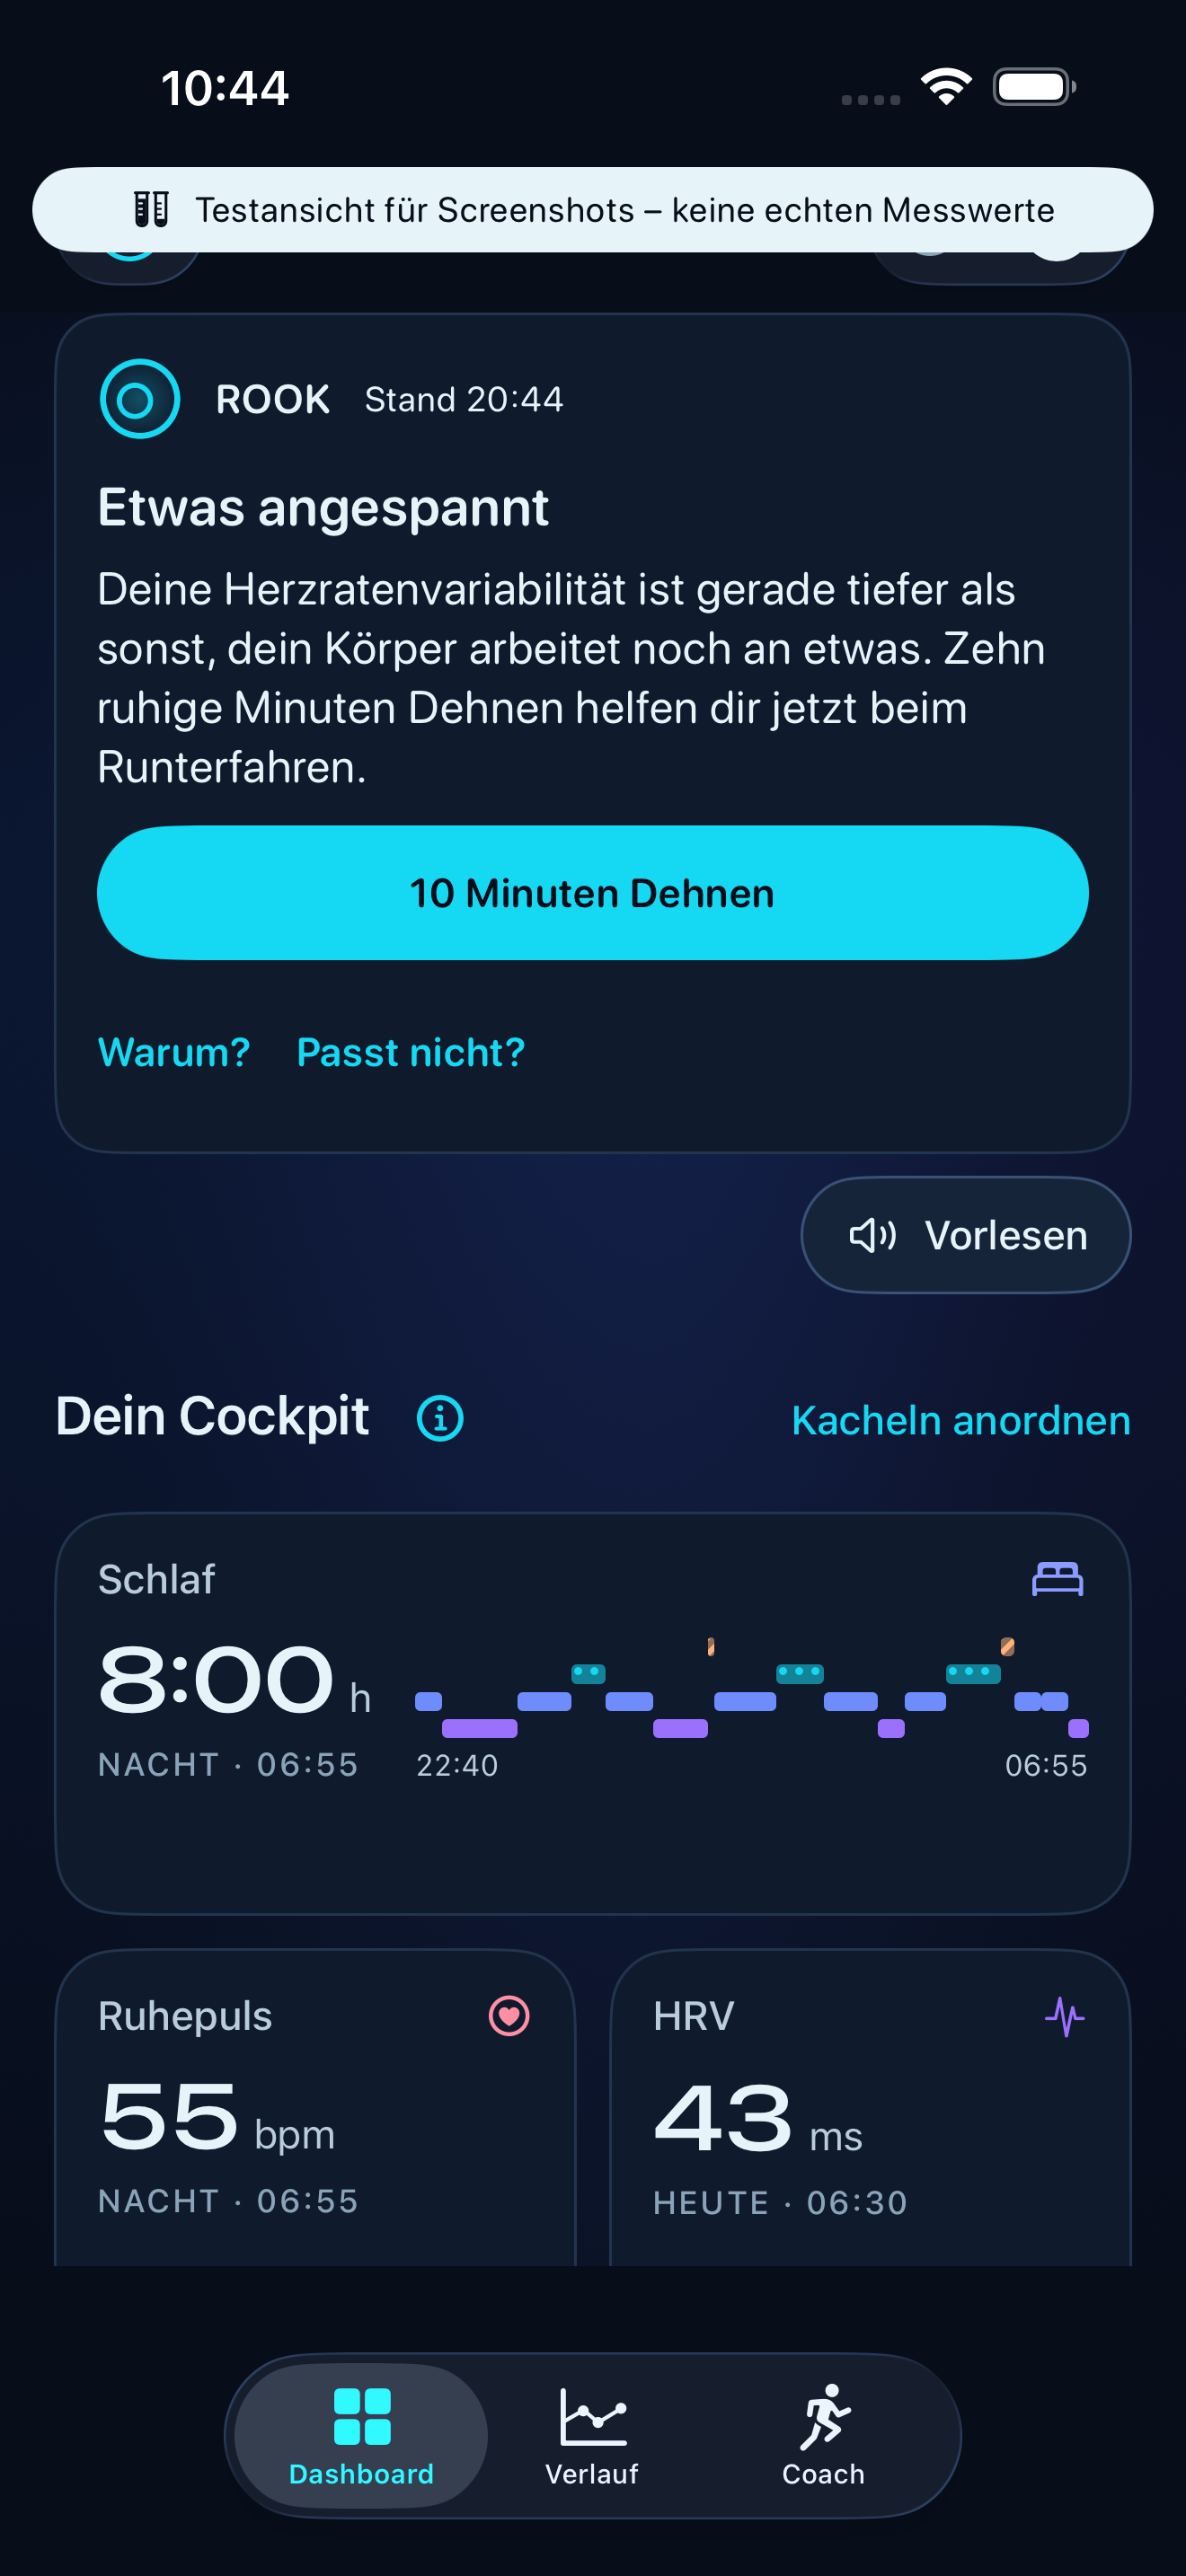 10:44
Testansicht für Screenshots – keine echten Messwerte
ROOK Stand 20:44
Etwas angespannt
Deine Herzratenvariabilität ist gerade tiefer als
sonst, dein Körper arbeitet noch an etwas. Zehn
ruhige Minuten Dehnen helfen dir jetzt beim
Runterfahren.
10 Minuten Dehnen
Warum? Passt nicht?
Vorlesen
Dein Cockpit Kacheln anordnen
Schlaf
8:00 h
NACHT · 06:55
22:40 06:55
Ruhepuls
55 bpm
NACHT · 06:55
HRV
43 ms
HEUTE · 06:30
Dashboard Verlauf Coach